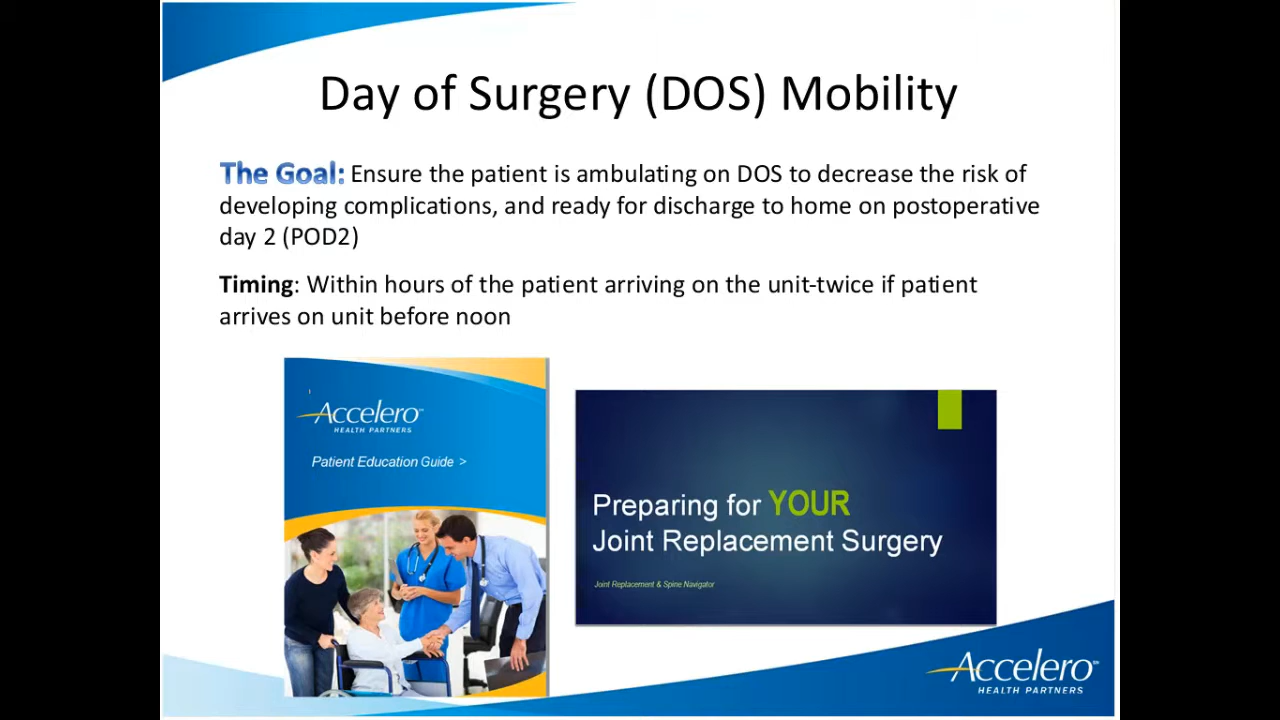 Day of Surgery (DOS) Mobility
The Goal: Ensure the patient is ambulating on DOS to decrease the risk of
developing complications, and ready for discharge to home on postoperative
day 2 (POD2)
Timing: Within hours of the patient arriving on the unit-twice if patient
arrives on unit before noon
Accelero™
HEALTH PARTNERS
Patient Education Guide >
Preparing for YOUR
Joint Replacement Surgery
Joint Replacement & Spine Navigator
Accelero℠
HEALTH PARTNERS